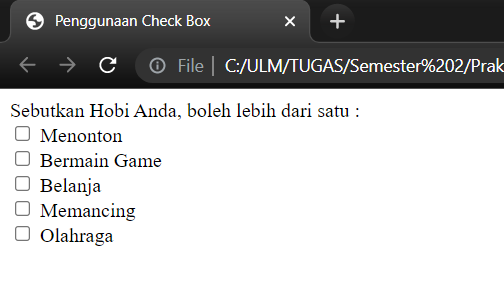 Penggunaan Check Box
File
C:/ULM/TUGAS/Semester%202/Prak
Sebutkan Hobi Anda, boleh lebih dari satu :
Menonton
Bermain Game
Belanja
Memancing
Olahraga